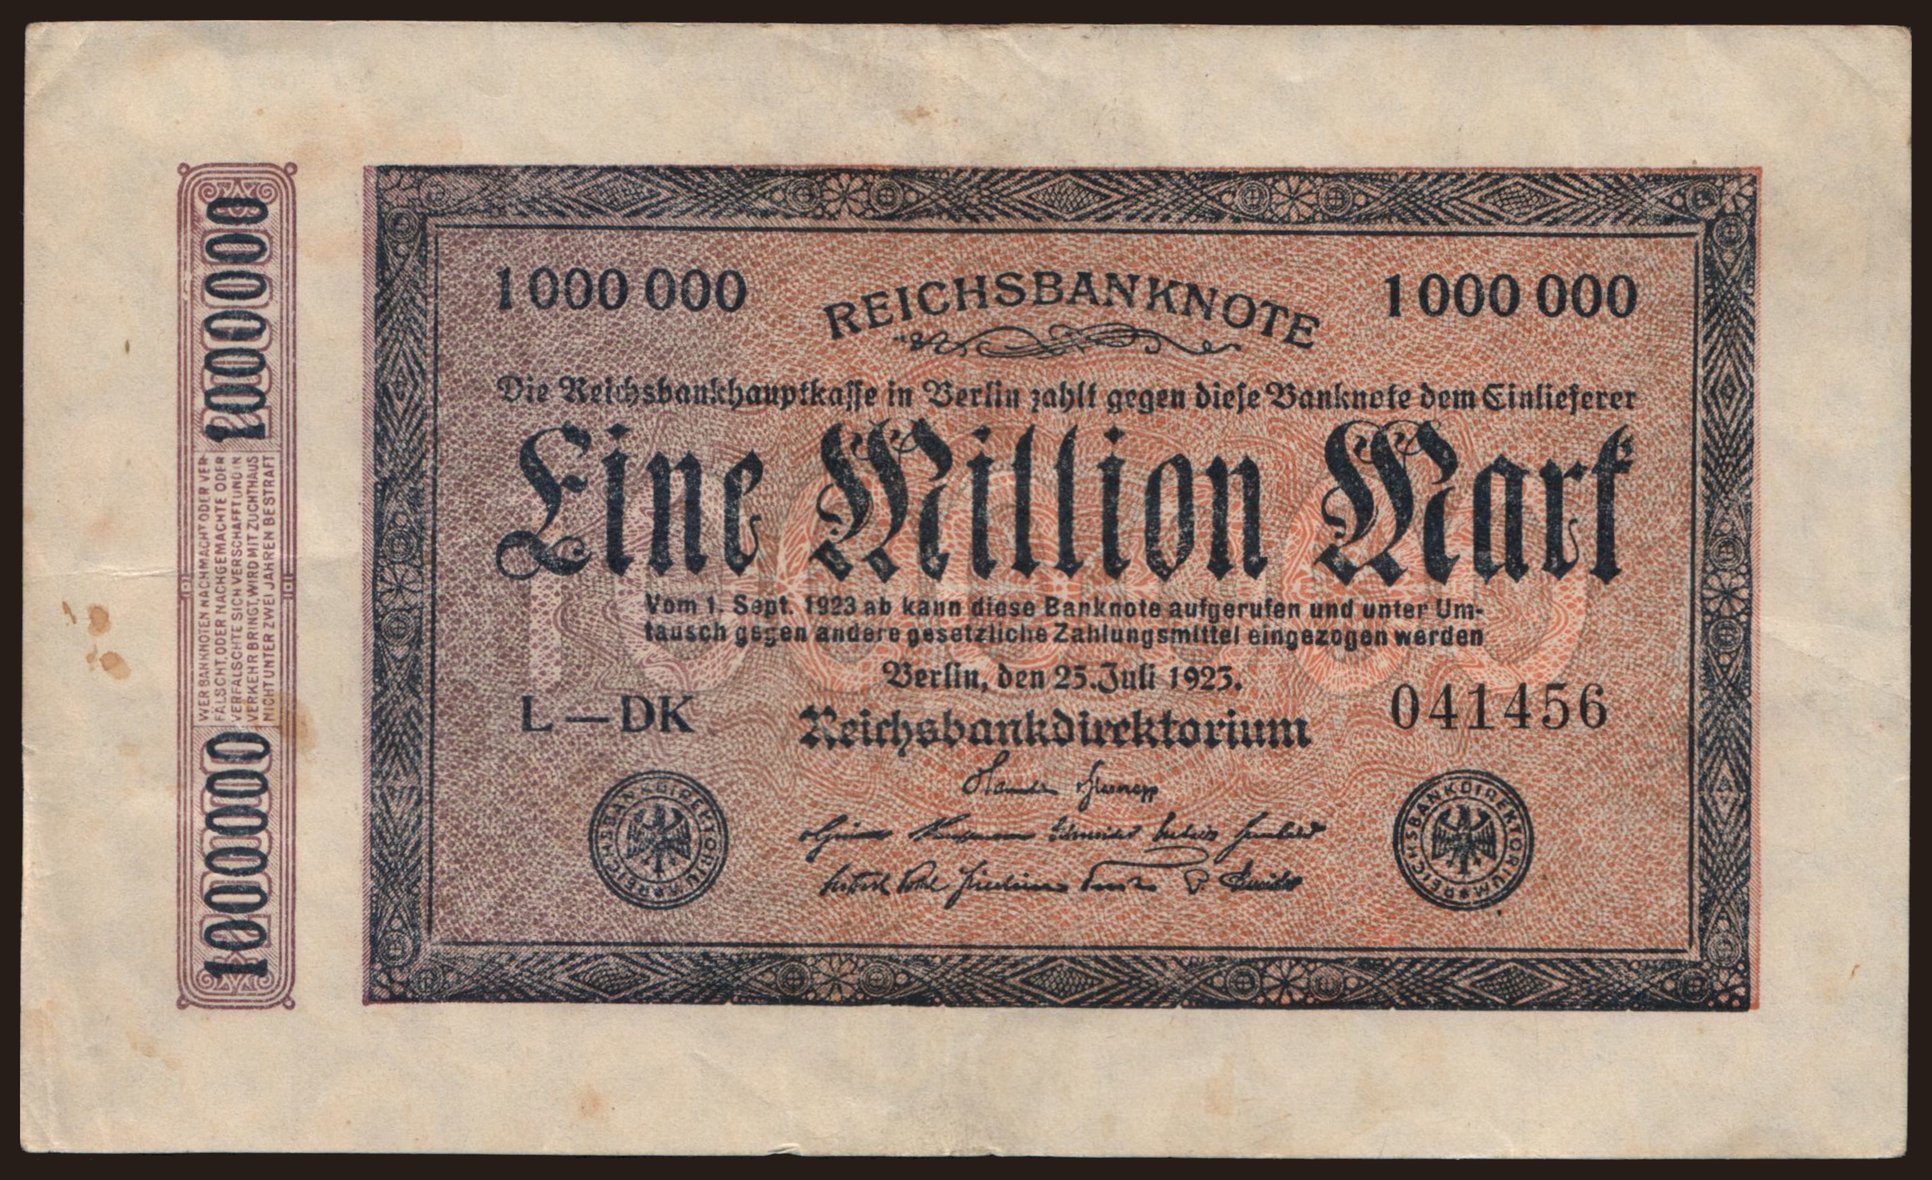 1000000
WER BANKNOTEN NACHMACHT ODER VER-
FÄLSCHT, ODER NACHGEMACHTE ODER
VERFÄLSCHTE SICH VERSCHAFFT UND IN
VERKEHR BRINGT, WIRD MIT ZUCHTHAUS
NICHT UNTER ZWEI JAHREN BESTRAFT
1000000
1 000 000
REICHSBANKNOTE
1 000 000
Die Reichsbankhauptkasse in Berlin zahlt gegen diese Banknote dem Einlieferer
Eine Million Mark
Vom 1. Sept. 1923 ab kann diese Banknote aufgerufen und unter Um-
tausch gegen andere gesetzliche Zahlungsmittel eingezogen werden
Berlin, den 25. Juli 1923.
L—DK
Reichsbankdirektorium
041456
REICHSBANKDIREKTORIUM
REICHSBANKDIREKTORIUM